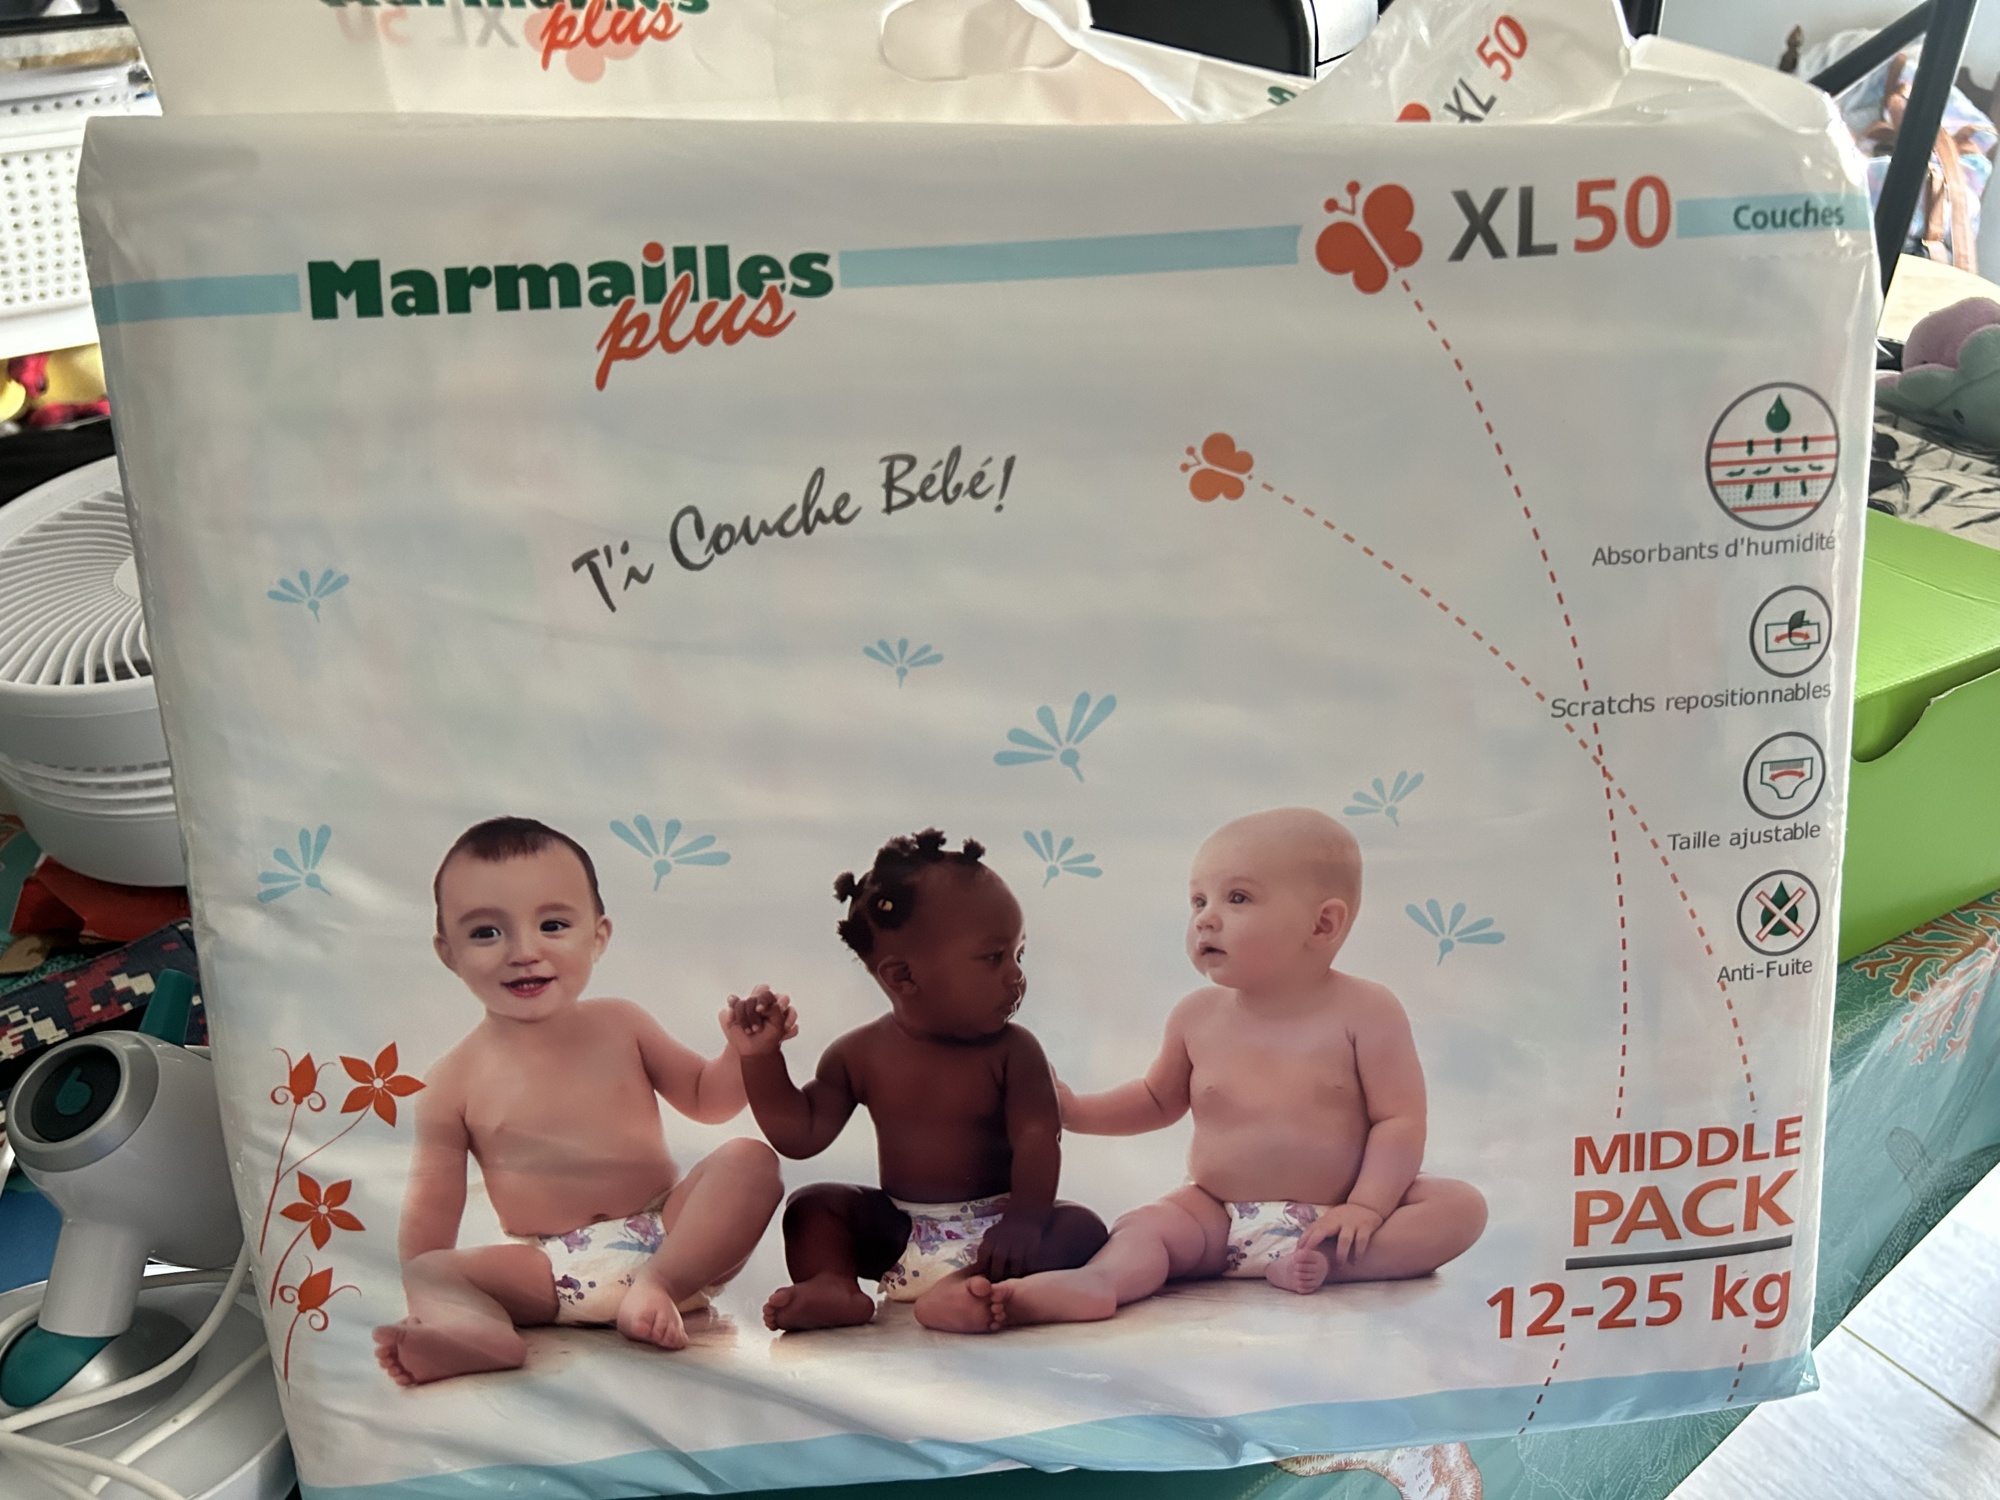 plus
XL 50
XL 50
Couches
Marmailles
plus
T'i Couche Bébé!
Absorbants d'humidité
Scratchs repositionnables
Taille ajustable
Anti-Fuite
MIDDLE
PACK
12-25 kg